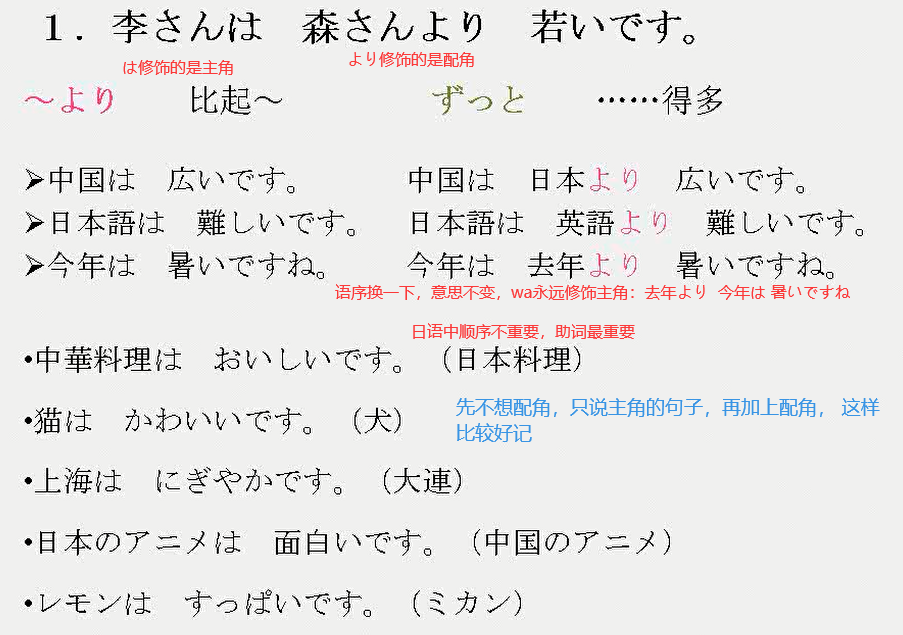 １．李さんは　森さんより　若いです。
は修饰的是主角　より修饰的是配角
～より　比起～　ずっと　……得多
➢中国は　広いです。　中国は　日本より　広いです。
➢日本語は　難しいです。　日本語は　英語より　難しいです。
➢今年は　暑いですね。　今年は　去年より　暑いですね。
语序换一下，意思不变，wa永远修饰主角：去年より 今年は 暑いですね
日语中顺序不重要，助词最重要
•中華料理は　おいしいです。（日本料理）
•猫は　かわいいです。（犬）
先不想配角，只说主角的句子，再加上配角， 这样
比较好记
•上海は　にぎやかです。（大連）
•日本のアニメは　面白いです。（中国のアニメ）
•レモンは　すっぱいです。（ミカン）